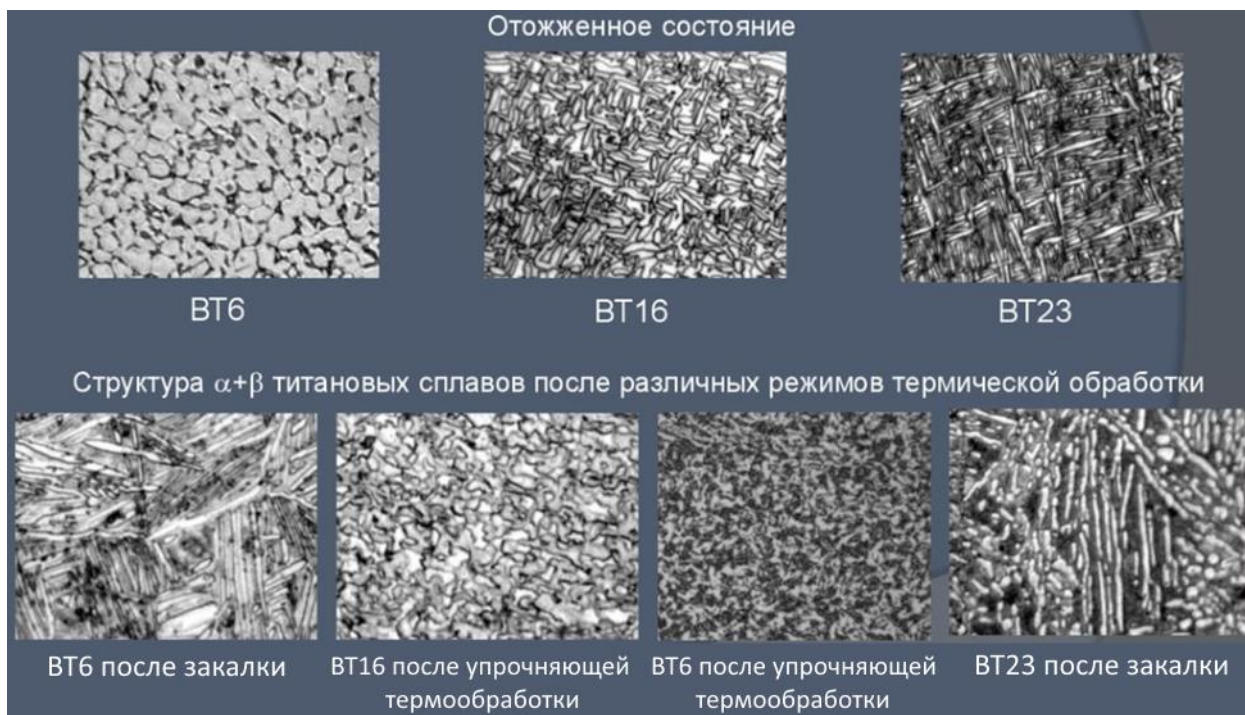 Отожженное состояние
ВТ6
ВТ16
ВТ23
Структура α+β титановых сплавов после различных режимов термической обработки
ВТ6 после закалки
ВТ16 после упрочняющей
термообработки
ВТ6 после упрочняющей
термообработки
ВТ23 после закалки